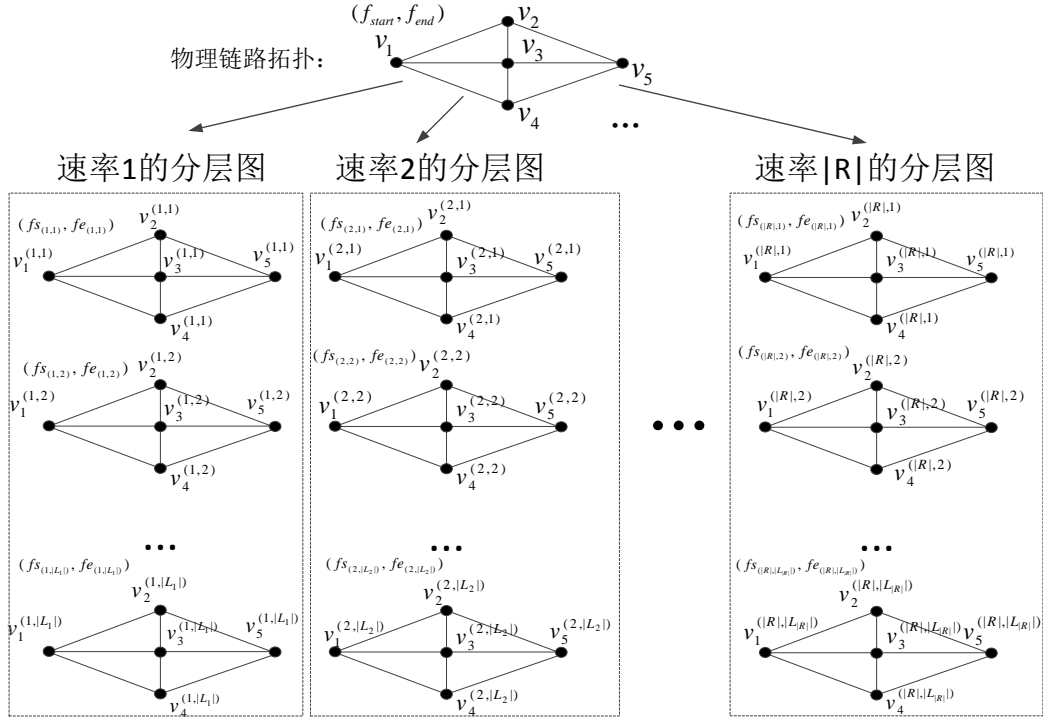 (f_start, f_end)
v_2
v_1
v_3
物理链路拓扑：
v_5
v_4
...
速率1的分层图
速率2的分层图
速率|R|的分层图
(fs_(1,1), fe_(1,1))
v_2^(1,1)
v_1^(1,1)
v_3^(1,1)
v_5^(1,1)
v_4^(1,1)
(fs_(1,2), fe_(1,2))
v_2^(1,2)
v_1^(1,2)
v_3^(1,2)
v_5^(1,2)
v_4^(1,2)
...
(fs_(1,|L_1|), fe_(1,|L_1|))
v_2^(1,|L_1|)
v_1^(1,|L_1|)
v_3^(1,|L_1|)
v_5^(1,|L_1|)
v_4^(1,|L_1|)
(fs_(2,1), fe_(2,1))
v_2^(2,1)
v_1^(2,1)
v_3^(2,1)
v_5^(2,1)
v_4^(2,1)
(fs_(2,2), fe_(2,2))
v_2^(2,2)
v_1^(2,2)
v_3^(2,2)
v_5^(2,2)
v_4^(2,2)
...
(fs_(2,|L_2|), fe_(2,|L_2|))
v_2^(2,|L_2|)
v_1^(2,|L_2|)
v_3^(2,|L_2|)
v_5^(2,|L_2|)
v_4^(2,|L_2|)
...
(fs_(|R|,1), fe_(|R|,1))
v_2^(|R|,1)
v_1^(|R|,1)
v_3^(|R|,1)
v_5^(|R|,1)
v_4^(|R|,1)
(fs_(|R|,2), fe_(|R|,2))
v_2^(|R|,2)
v_1^(|R|,2)
v_3^(|R|,2)
v_5^(|R|,2)
v_4^(|R|,2)
...
(fs_(|R|,|L_|R||), fe_(|R|,|L_|R||))
v_2^(|R|,|L_|R||)
v_1^(|R|,|L_|R||)
v_3^(|R|,|L_|R||)
v_5^(|R|,|L_|R||)
v_4^(|R|,|L_|R||)